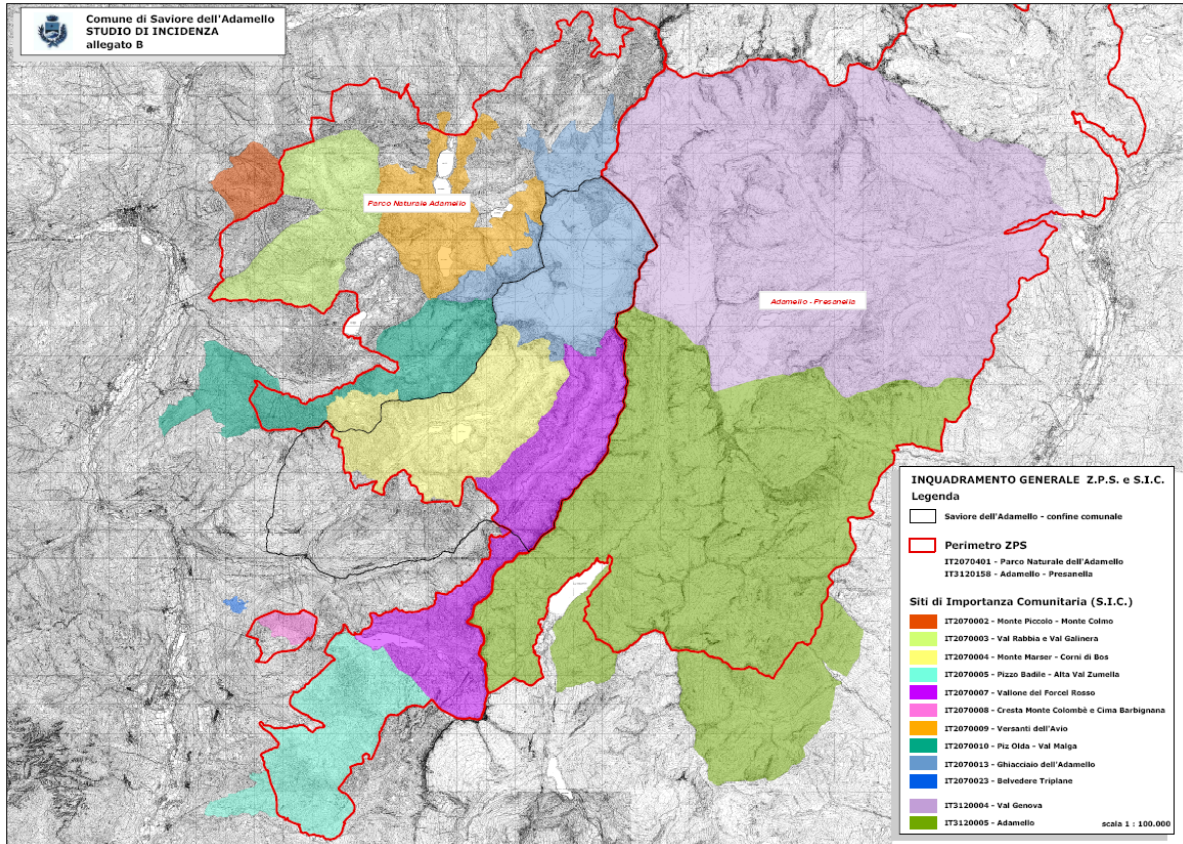 Comune di Saviore dell'Adamello
STUDIO DI INCIDENZA
allegato B
Parco Naturale Adamello
Adamello - Presanella
INQUADRAMENTO GENERALE Z.P.S. e S.I.C.
Legenda
Saviore dell'Adamello - confine comunale
Perimetro ZPS
IT2070401 - Parco Naturale dell'Adamello
IT3120158 - Adamello - Presanella
Siti di Importanza Comunitaria (S.I.C.)
IT2070002 - Monte Piccolo - Monte Colmo
IT2070003 - Val Rabbia e Val Galinera
IT2070004 - Monte Marser - Corni di Bos
IT2070005 - Pizzo Badile - Alta Val Zumella
IT2070007 - Vallone del Forcel Rosso
IT2070008 - Cresta Monte Colombè e Cima Barbignana
IT2070009 - Versanti dell'Avio
IT2070010 - Piz Olda - Val Malga
IT2070013 - Ghiacciaio dell'Adamello
IT2070023 - Belvedere Triplane
IT3120004 - Val Genova
IT3120005 - Adamello
scala 1 : 100.000